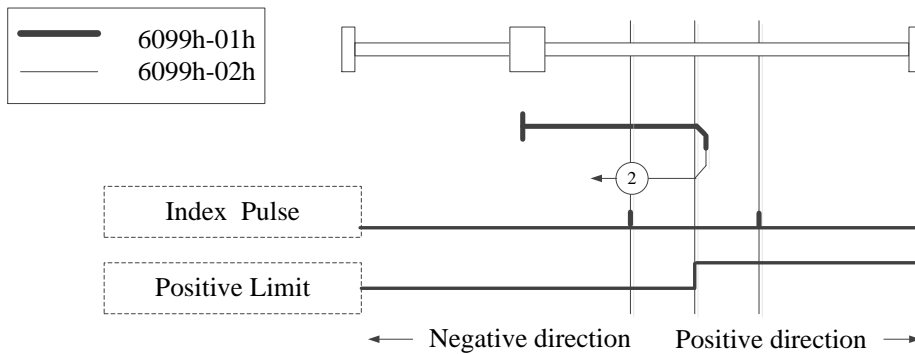 6099h-01h
6099h-02h
2
Index Pulse
Positive Limit
Negative direction Positive direction